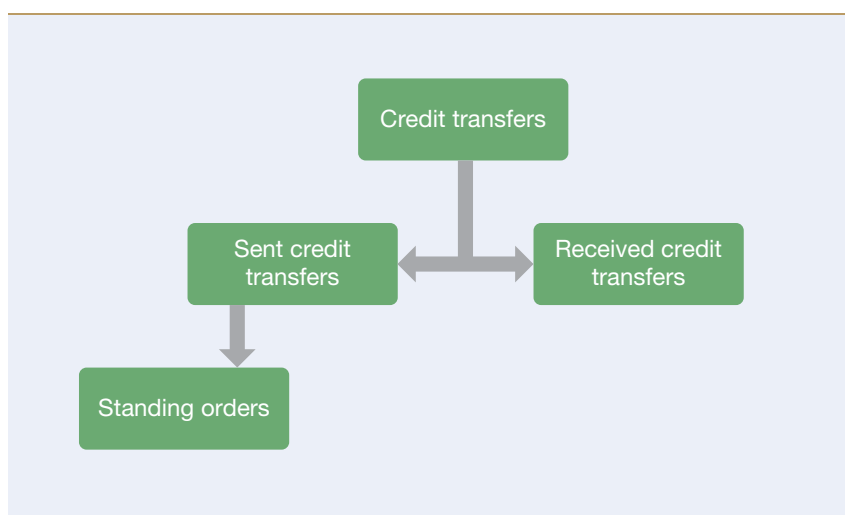 Credit transfers
Sent credit
transfers
Received credit
transfers
Standing orders